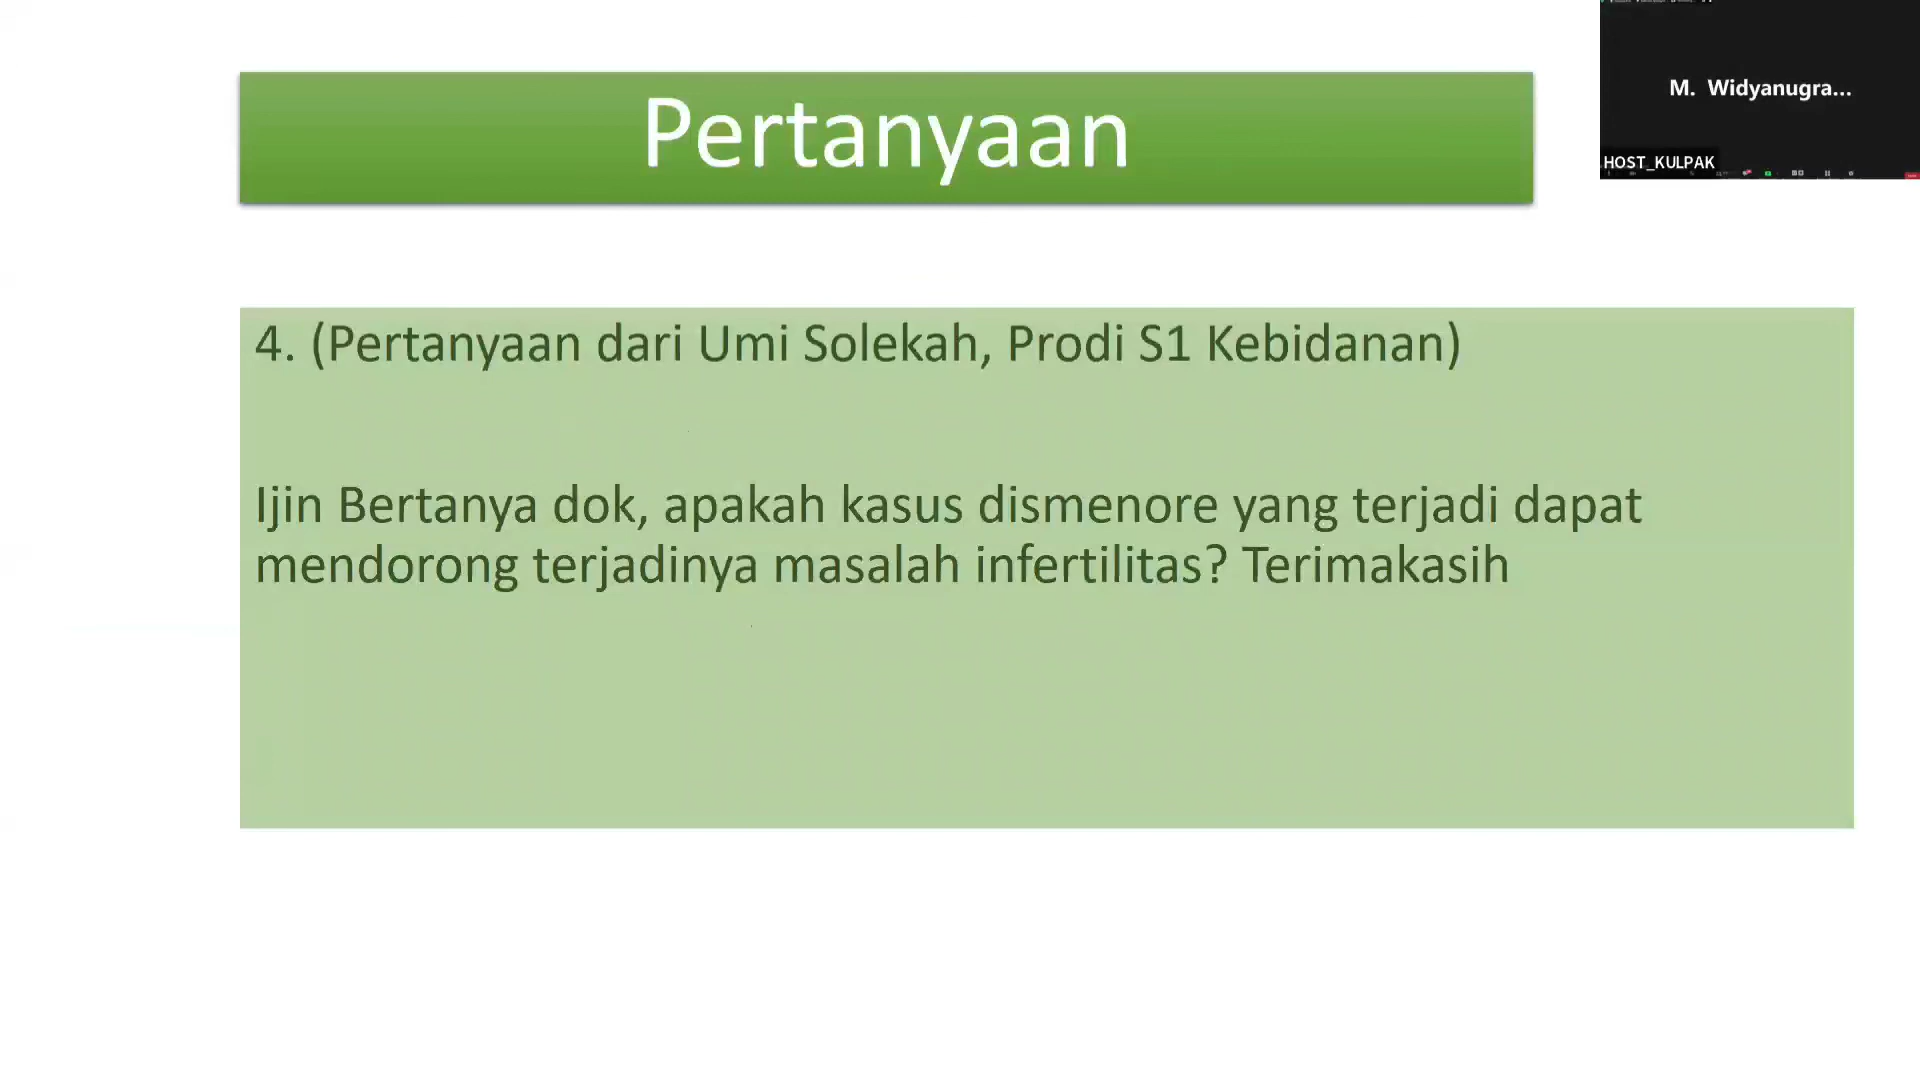 Pertanyaan
M. Widyanugra...
HOST_KULPAK
4. (Pertanyaan dari Umi Solekah, Prodi S1 Kebidanan)
Ijin Bertanya dok, apakah kasus dismenore yang terjadi dapat
mendorong terjadinya masalah infertilitas? Terimakasih